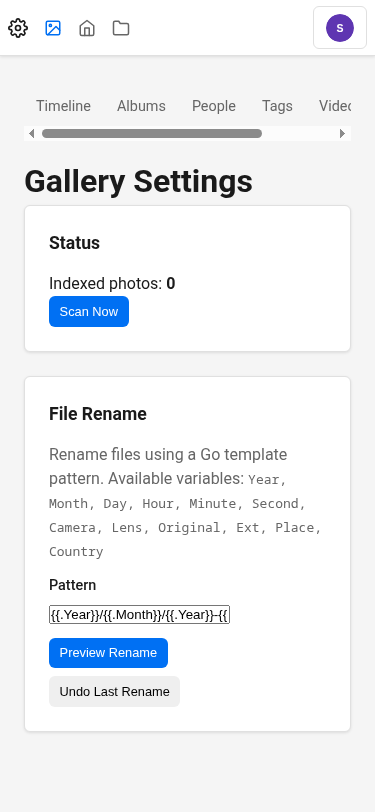 S
Timeline Albums People Tags Videc
Gallery Settings
Status
Indexed photos: 0
Scan Now
File Rename
Rename files using a Go template
pattern. Available variables: Year,
Month, Day, Hour, Minute, Second,
Camera, Lens, Original, Ext, Place,
Country
Pattern
{{.Year}}/{{.Month}}/{{.Year}}-{{
Preview Rename
Undo Last Rename